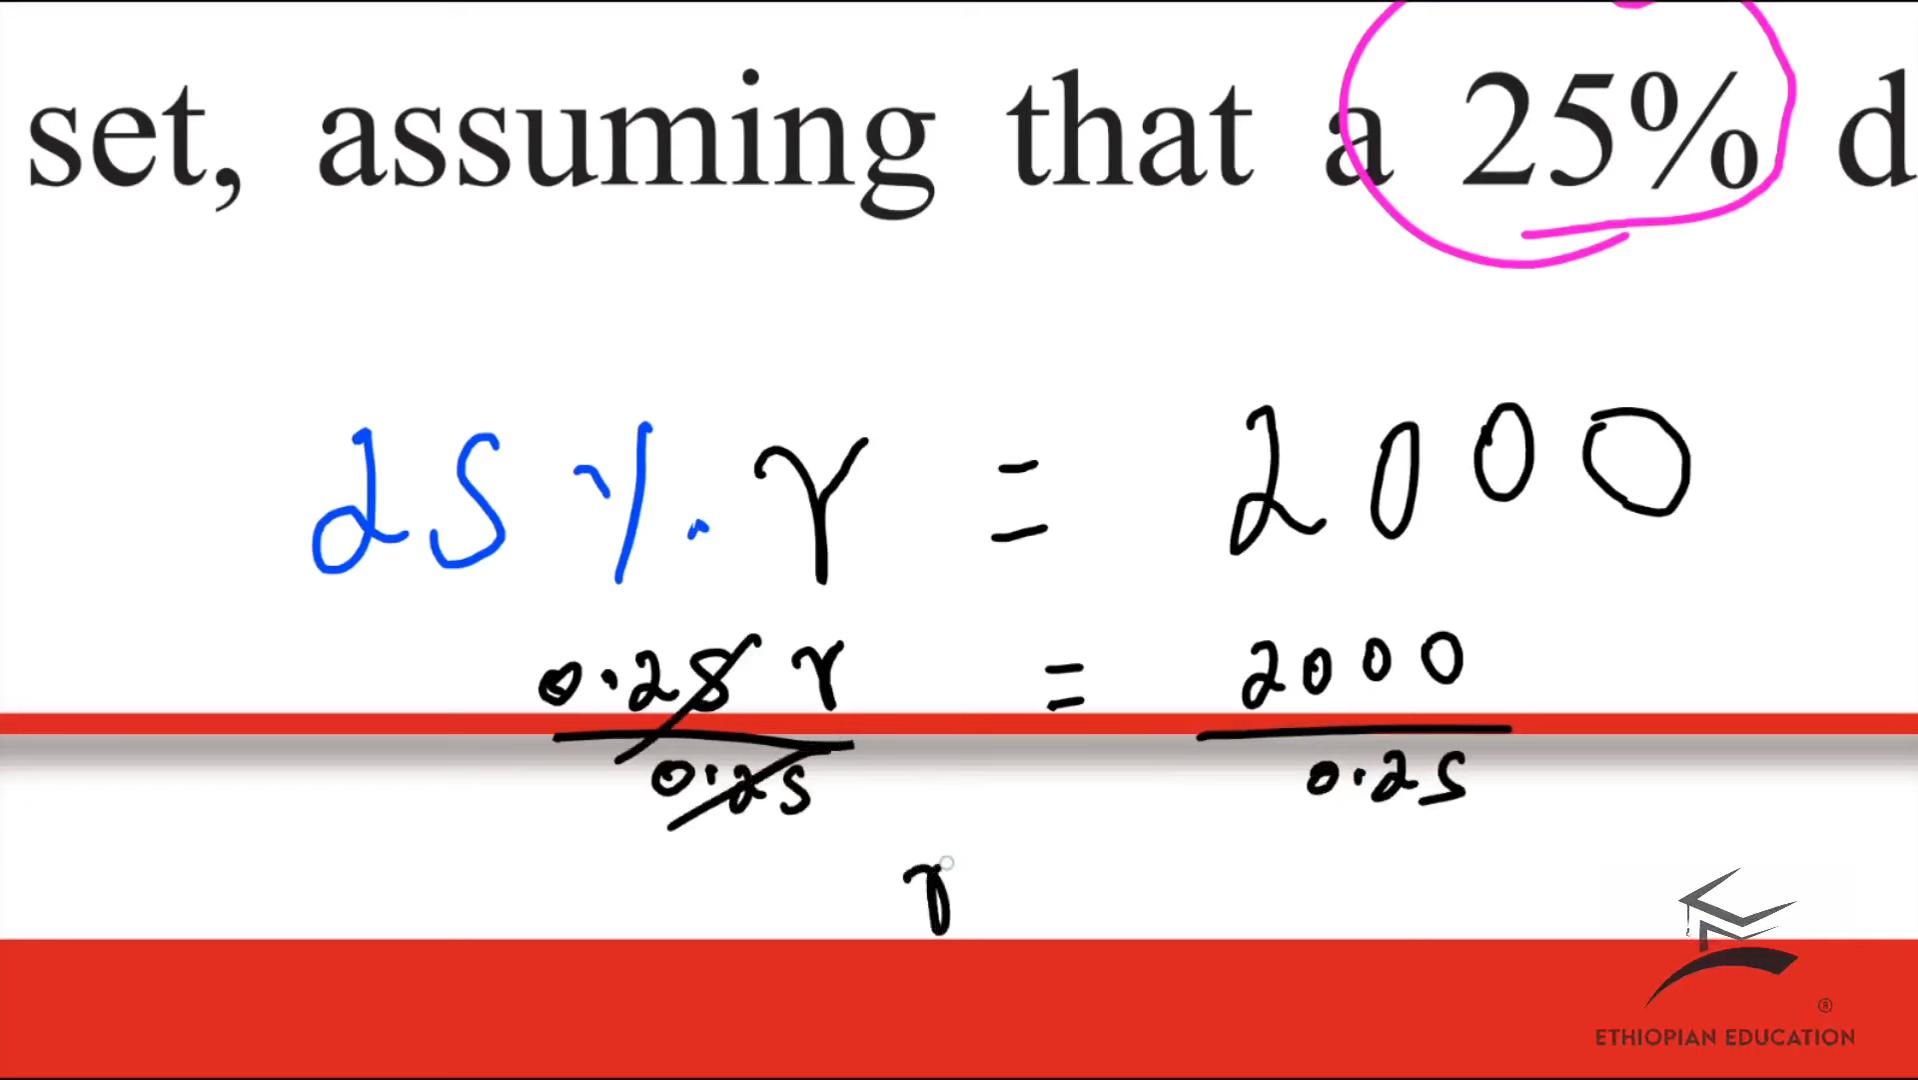 set, assuming that a 25% d
25% r = 2000
0.25 r = 2000
0.25 0.25
r
® 
ETHIOPIAN EDUCATION